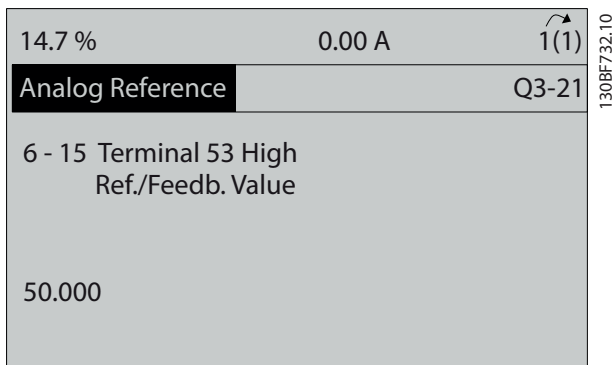 14.7 % 0.00 A 1(1)
Analog Reference Q3-21
6 - 15 Terminal 53 High
Ref./Feedb. Value
50.000
130BF732.10